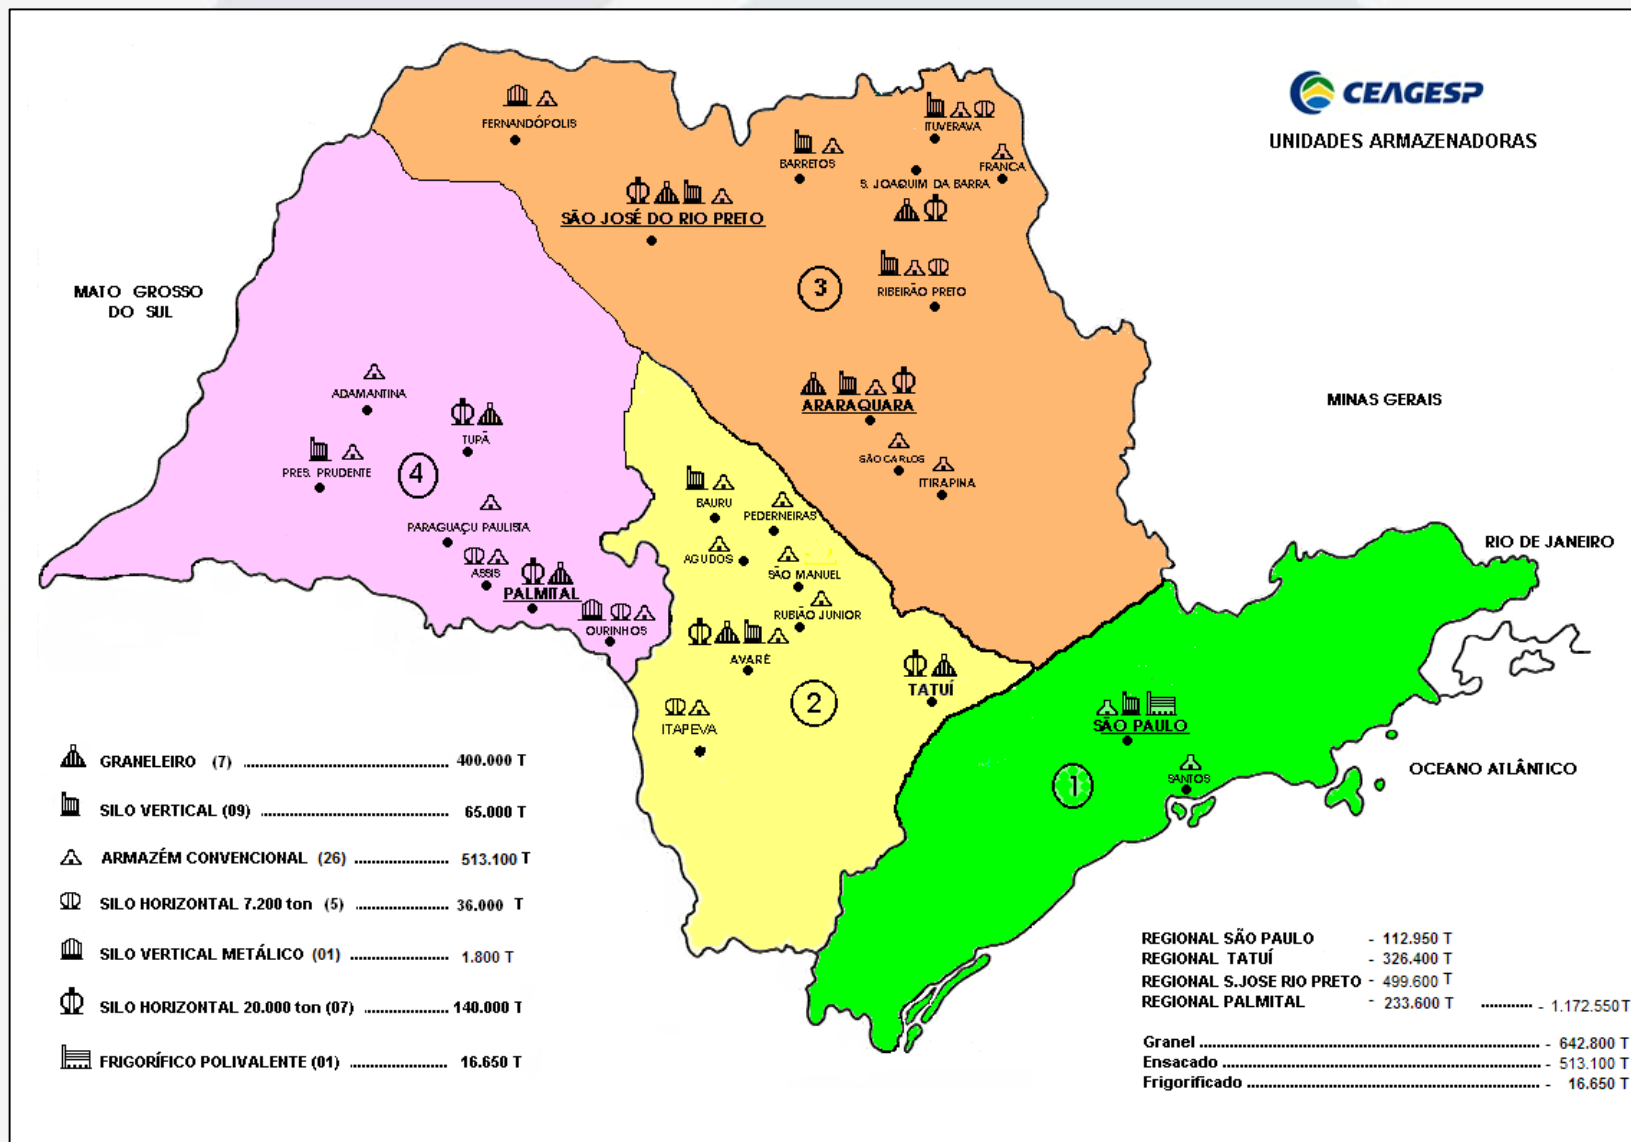 CEAGESP
UNIDADES ARMAZENADORAS
FERNANDÓPOLIS
ITUVERAVA
BARRETOS
FRANCA
S. JOAQUIM DA BARRA
SÃO JOSÉ DO RIO PRETO
3
RIBEIRÃO PRETO
MATO GROSSO
DO SUL
MINAS GERAIS
ADAMANTINA
ARARAQUARA
TUPÃ
SÃO CARLOS
PRES. PRUDENTE
4
ITIRAPINA
BAURU
PEDERNEIRAS
PARAGUAÇU PAULISTA
AGUDOS
SÃO MANUEL
ASSIS
PALMITAL
RUBIÃO JUNIOR
OURINHOS
RIO DE JANEIRO
AVARÉ
TATUÍ
2
ITAPEVA
SÃO PAULO
1
SANTOS
OCEANO ATLÂNTICO
GRANELEIRO (7) .......................................... 400.000 T
SILO VERTICAL (09) ...................................... 65.000 T
ARMAZÉM CONVENCIONAL (26) ................... 513.100 T
SILO HORIZONTAL 7.200 ton (5) ................... 36.000 T
SILO VERTICAL METÁLICO (01) .................... 1.800 T
SILO HORIZONTAL 20.000 ton (07) ................ 140.000 T
FRIGORÍFICO POLIVALENTE (01) .................... 16.650 T
REGIONAL SÃO PAULO - 112.950 T
REGIONAL TATUÍ - 326.400 T
REGIONAL S.JOSE RIO PRETO - 499.600 T
REGIONAL PALMITAL - 233.600 T ........... - 1.172.550T
Granel ........................................................................ - 642.800 T
Ensacado .................................................................... - 513.100 T
Frigorificado ............................................................... - 16.650 T